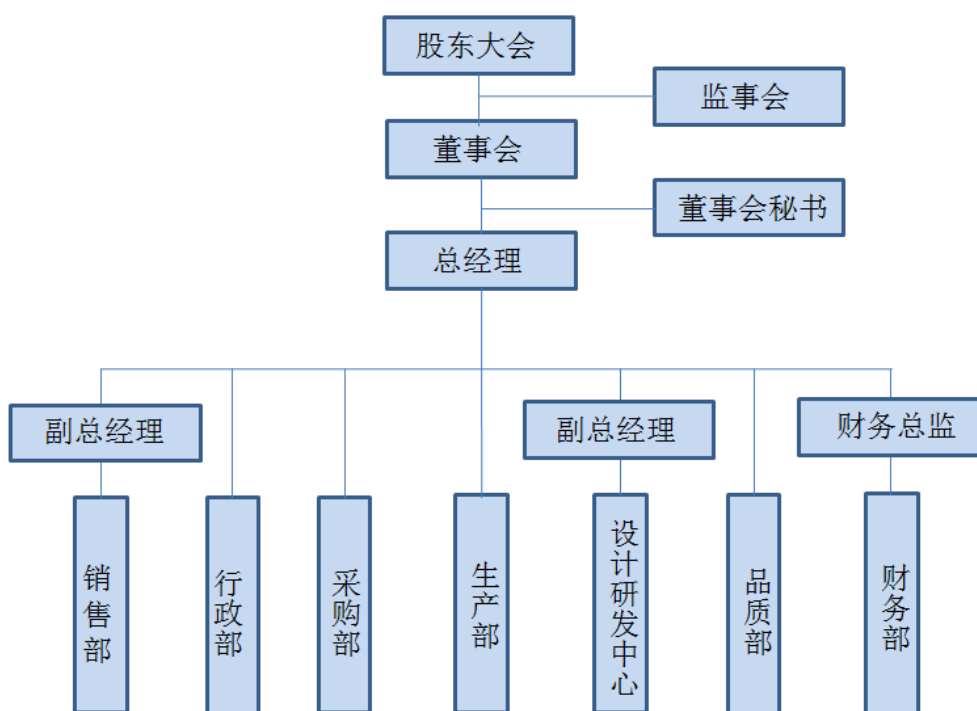 股东大会
监事会
董事会
董事会秘书
总经理
副总经理
副总经理
财务总监
销售部
行政部
采购部
生产部
设计研发中心
品质部
财务部